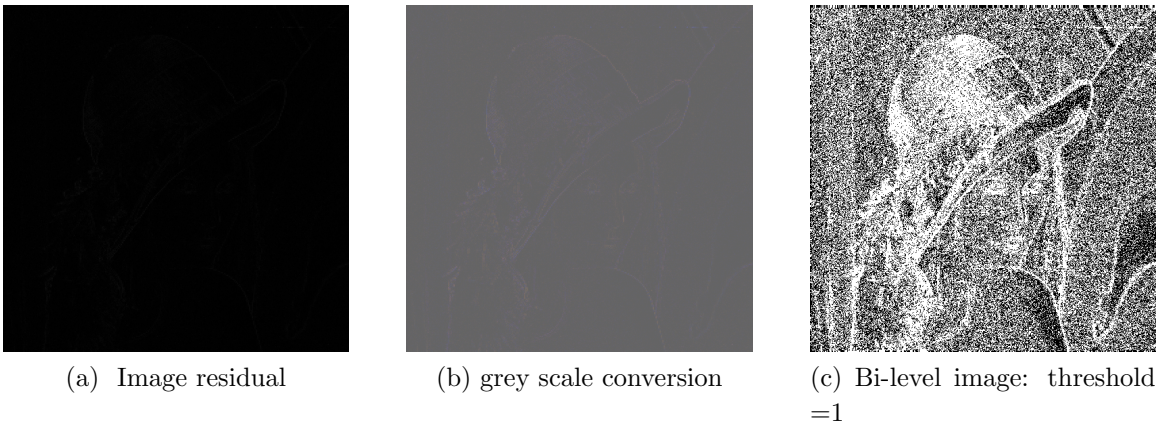 (a) Image residual
(b) grey scale conversion
(c) Bi-level image: threshold
=1